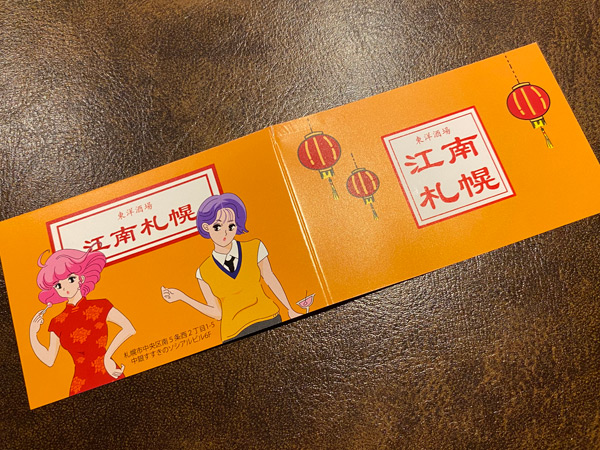 東洋酒場
江南札幌
札幌市中央区南5条西2丁目1-5
中銀すすきのソシアルビル6F
東洋酒場
江南
札幌